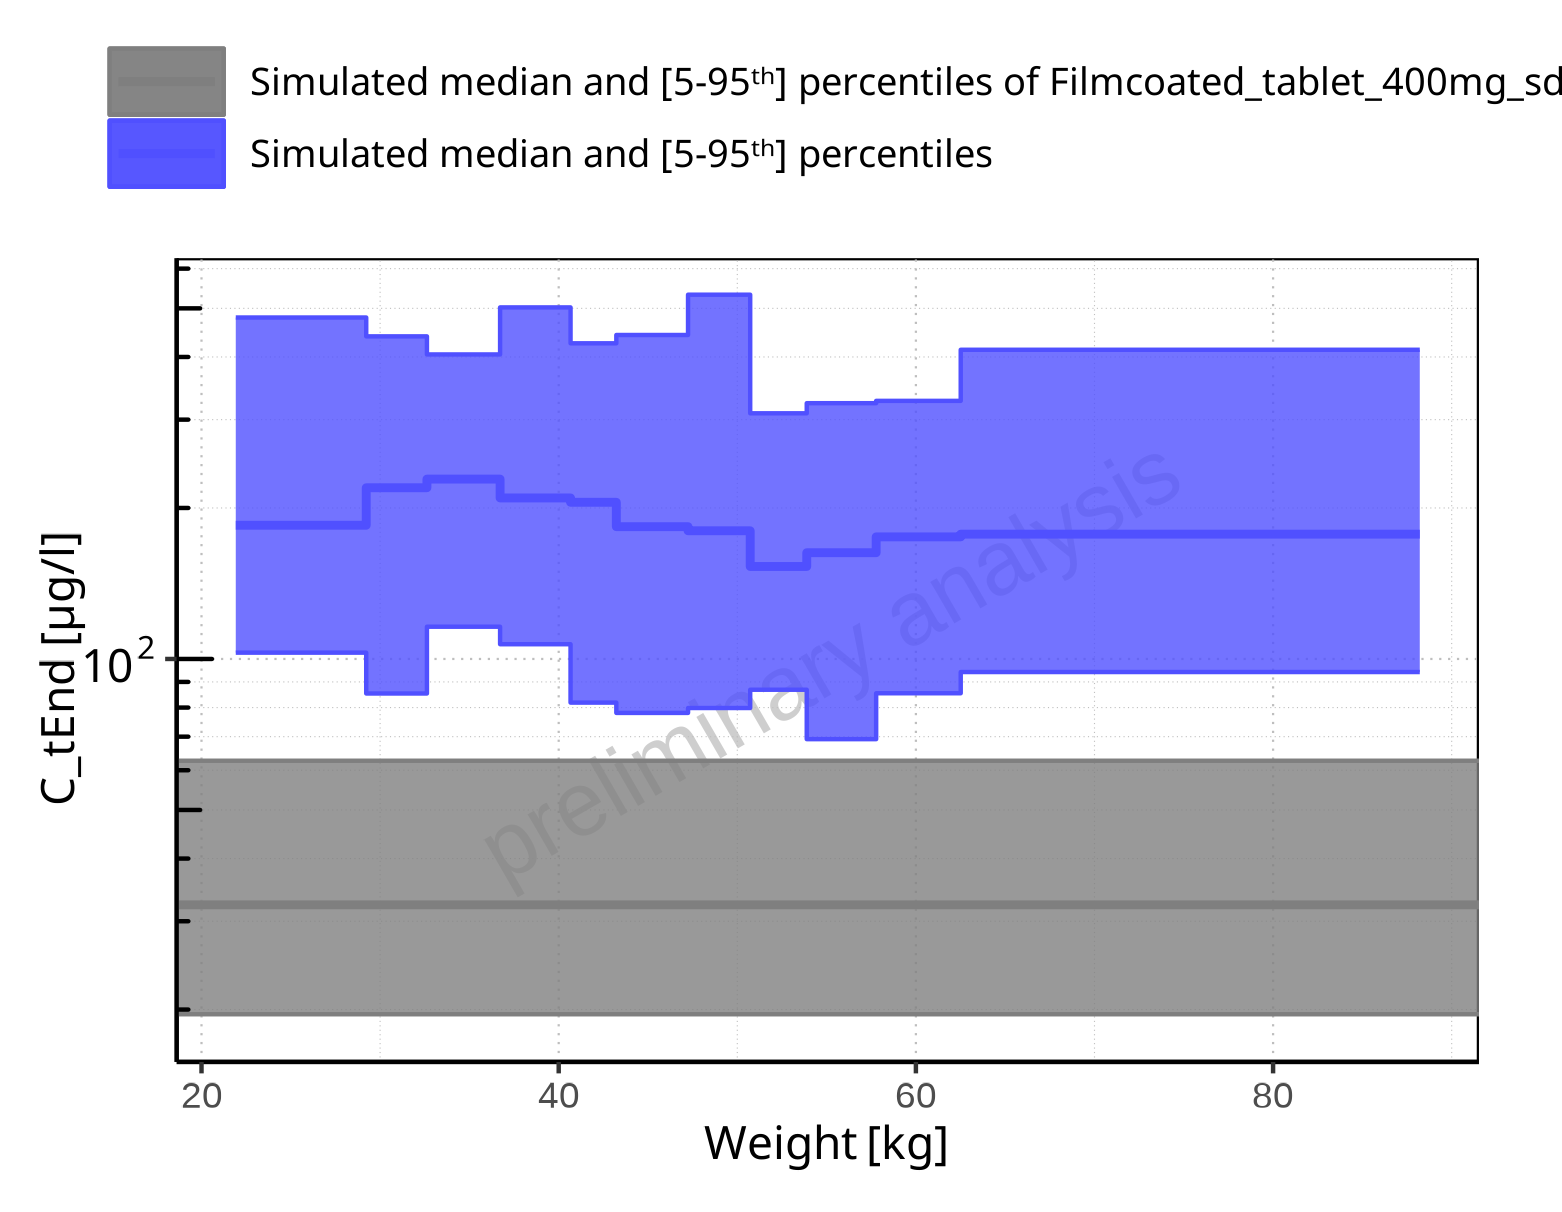 Simulated median and [5-95ᵗʰ] percentiles of Filmcoated_tablet_400mg_sd
Simulated median and [5-95ᵗʰ] percentiles
C_tEnd [µg/l]
10²
preliminary analysis
20 40 60 80
Weight [kg]